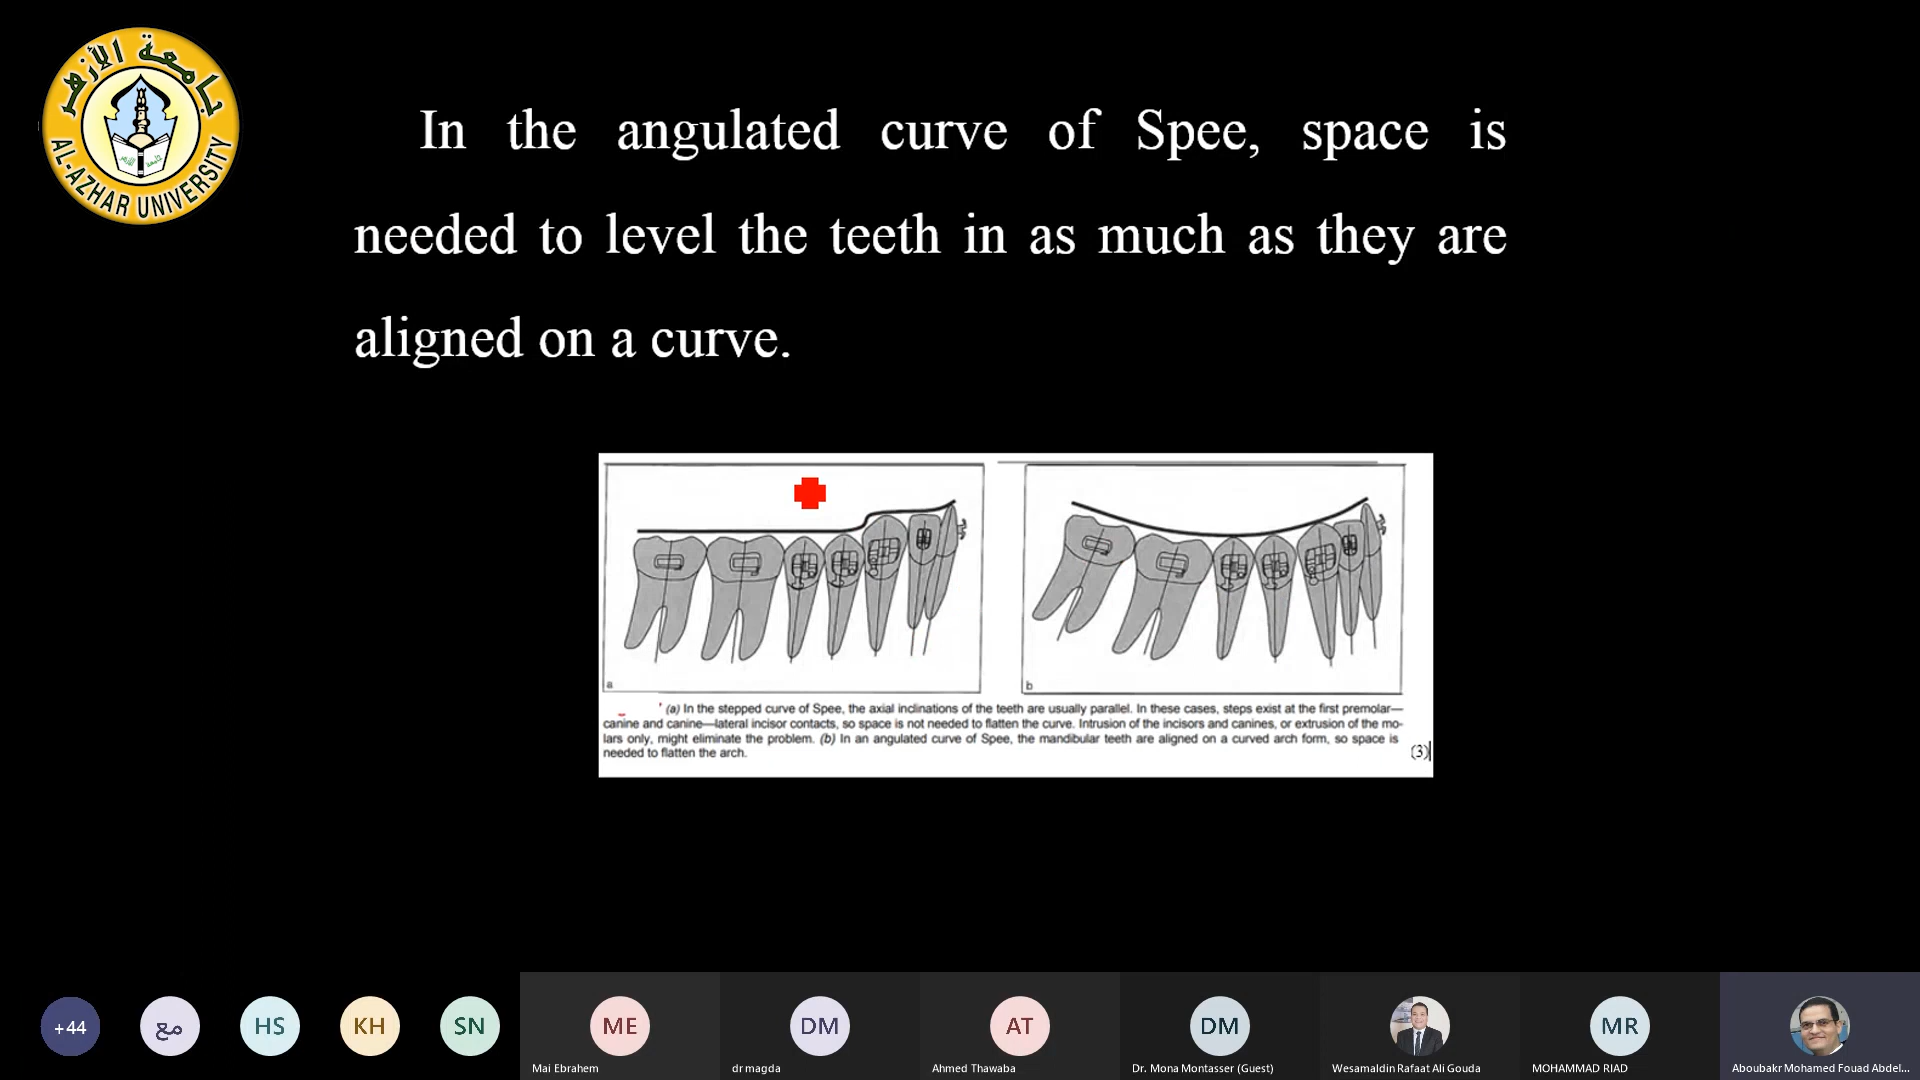 جامعة الأزهر
AL-AZHAR UNIVERSITY
In the angulated curve of Spee, space is
needed to level the teeth in as much as they are
aligned on a curve.
a
b
(a) In the stepped curve of Spee, the axial inclinations of the teeth are usually parallel. In these cases, steps exist at the first premolar—
canine and canine—lateral incisor contacts, so space is not needed to flatten the curve. Intrusion of the incisors and canines, or extrusion of the mo-
lars only, might eliminate the problem. (b) In an angulated curve of Spee, the mandibular teeth are aligned on a curved arch form, so space is
needed to flatten the arch.
(3)
+44
مع
HS
KH
SN
ME
DM
AT
DM
MR
Mai Ebrahem
dr magda
Ahmed Thawaba
Dr. Mona Montasser (Guest)
Wesamaldin Rafaat Ali Gouda
MOHAMMAD RIAD
Aboubakr Mohamed Fouad Abdel...